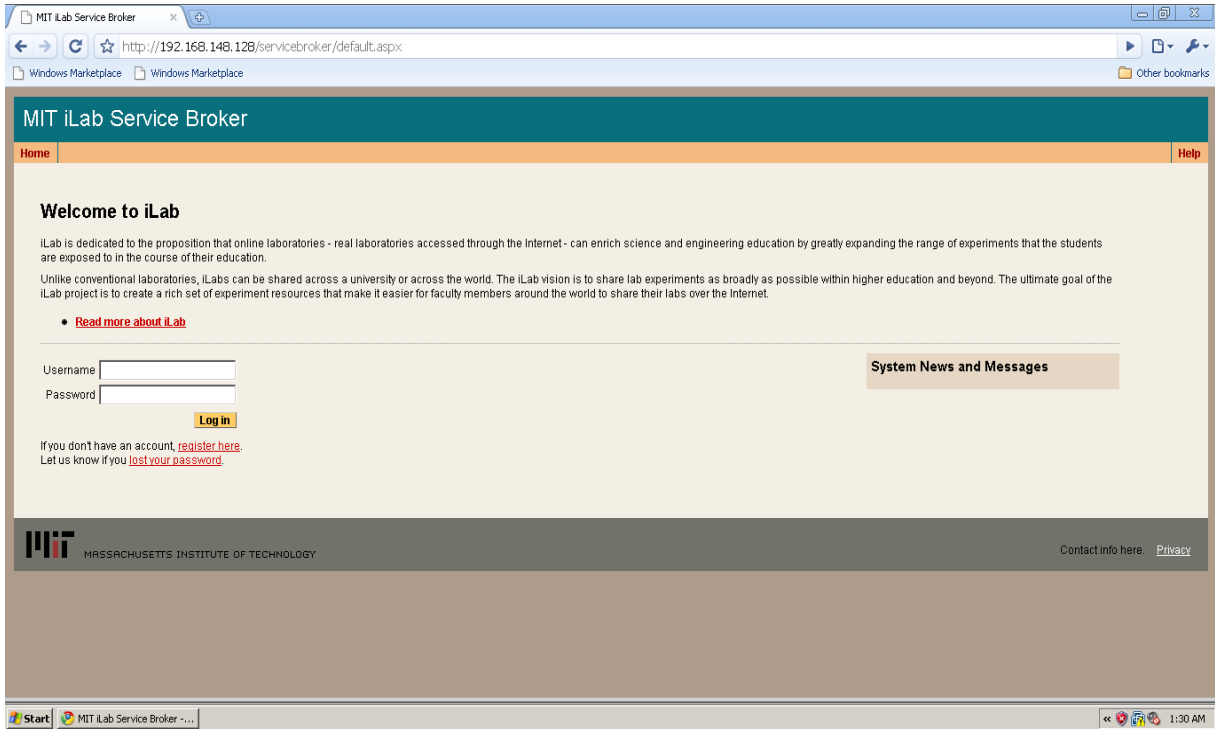 MIT iLab Service Broker
http://192.168.148.128/servicebroker/default.aspx
Windows Marketplace Windows Marketplace Other bookmarks
MIT iLab Service Broker
Home Help
Welcome to iLab
iLab is dedicated to the proposition that online laboratories - real laboratories accessed through the Internet - can enrich science and engineering education by greatly expanding the range of experiments that the students
are exposed to in the course of their education.
Unlike conventional laboratories, iLabs can be shared across a university or across the world. The iLab vision is to share lab experiments as broadly as possible within higher education and beyond. The ultimate goal of the
iLab project is to create a rich set of experiment resources that make it easier for faculty members around the world to share their labs over the Internet.
Read more about iLab
Username
Password
Log in
If you don't have an account, register here.
Let us know if you lost your password.
System News and Messages
MIT
MASSACHUSETTS INSTITUTE OF TECHNOLOGY
Contact info here. Privacy
Start MIT iLab Service Broker -... 1:30 AM